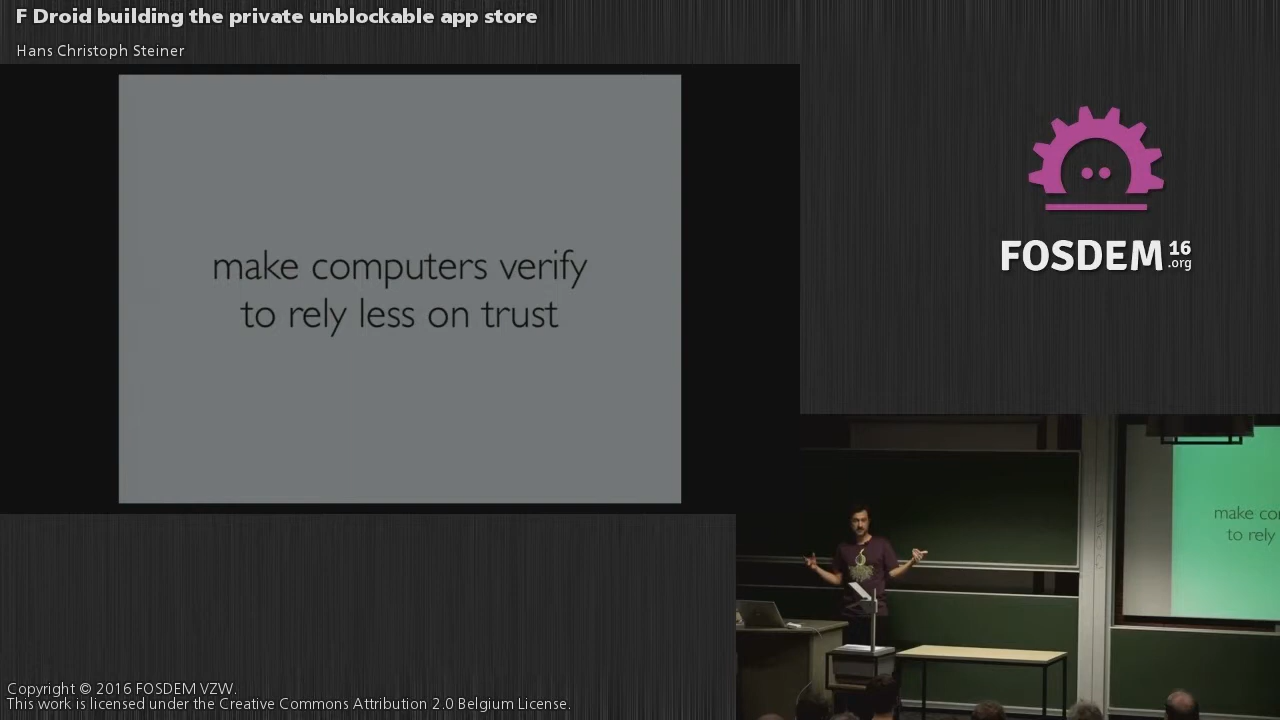 F Droid building the private unblockable app store
Hans Christoph Steiner
make computers verify
to rely less on trust
FOSDEM 16
.org
make co
to rely
Copyright © 2016 FOSDEM VZW.
This work is licensed under the Creative Commons Attribution 2.0 Belgium License.